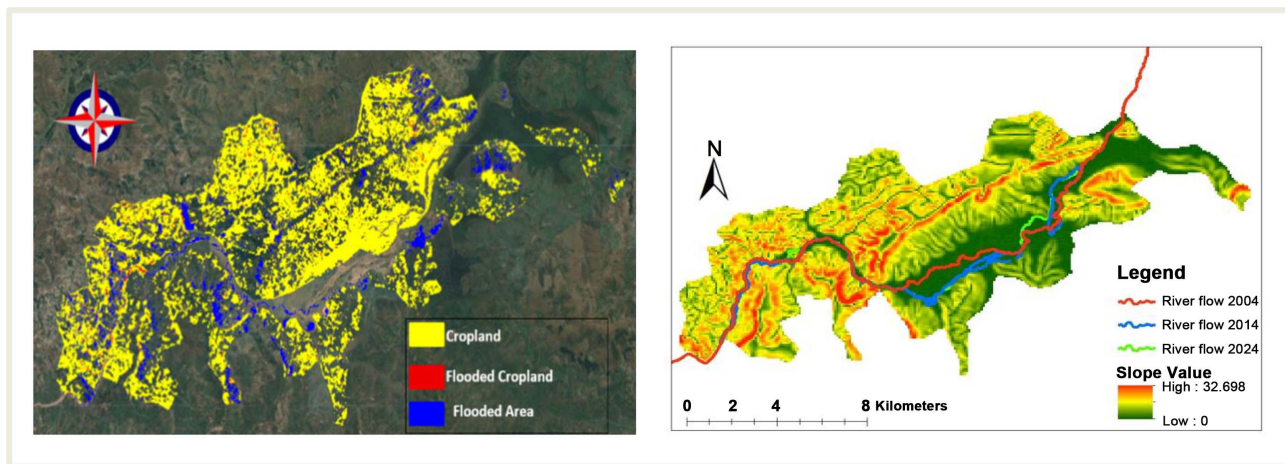 Cropland
Flooded Cropland
Flooded Area
N
Legend
River flow 2004
River flow 2014
River flow 2024
Slope Value
High : 32.698
Low : 0
0 2 4 8 Kilometers